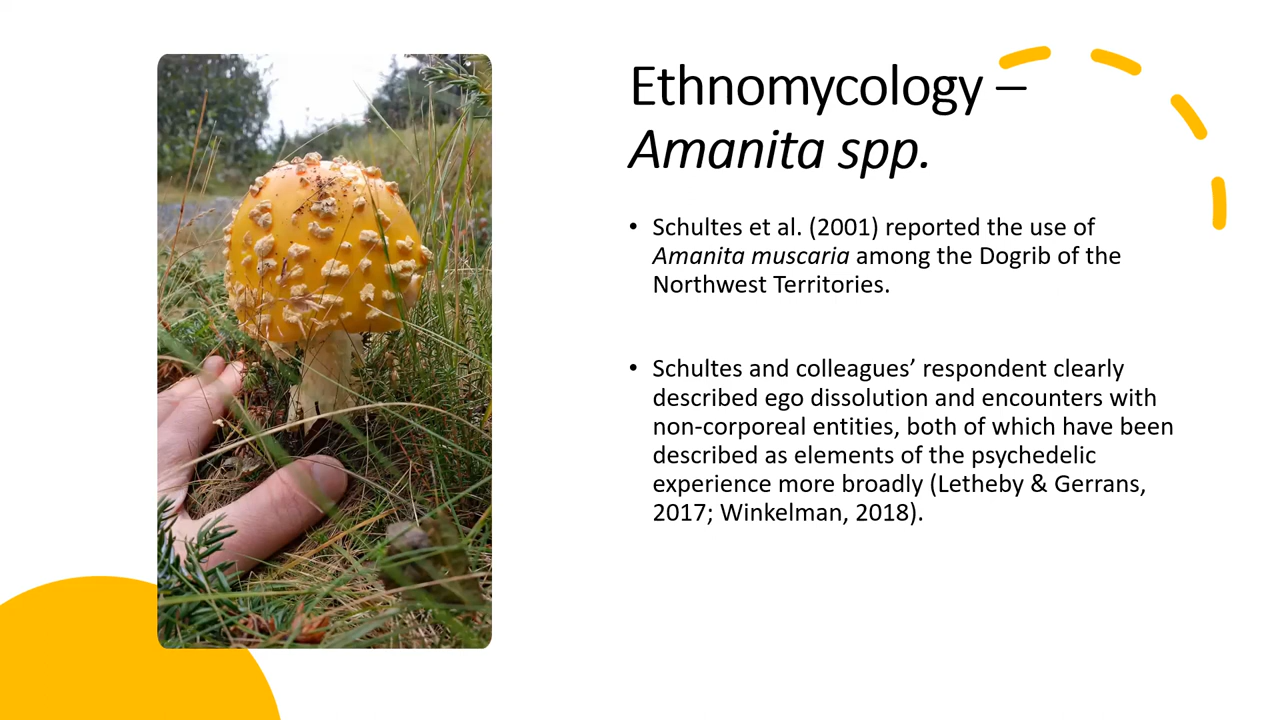 Ethnomycology –
Amanita spp.
• Schultes et al. (2001) reported the use of
Amanita muscaria among the Dogrib of the
Northwest Territories.
• Schultes and colleagues’ respondent clearly
described ego dissolution and encounters with
non-corporeal entities, both of which have been
described as elements of the psychedelic
experience more broadly (Letheby & Gerrans,
2017; Winkelman, 2018).